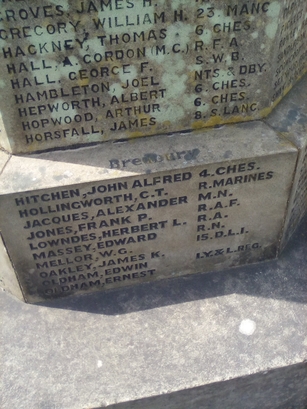 GROVES, JAMES H.
GREGORY, WILLIAM H. 23. MANC
HACKNEY, THOMAS 6 CHES.
HALL, A. GORDON (M.C.) R.F.A.
HALL, GEORGE F. S.W.B.
HAMBLETON, JOEL NTS. & DBY.
HEPWORTH, ALBERT 6. CHES.
HOPWOOD, ARTHUR 6. CHES.
HORSFALL, JAMES 8. S. LANC.
Bredbury
HITCHEN, JOHN ALFRED 4. CHES.
HOLLINGWORTH, C.T. R. MARINES
JACQUES, ALEXANDER M.N.
JONES, FRANK P. R.A.F.
LOWNDES, HERBERT L. R.A.
MASSEY, EDWARD R.N.
MELLOR, W.G. 15. D.L.I.
OAKLEY, JAMES K.
OLDHAM, EDWIN I.Y. & L. REG.
OLDHAM, ERNEST